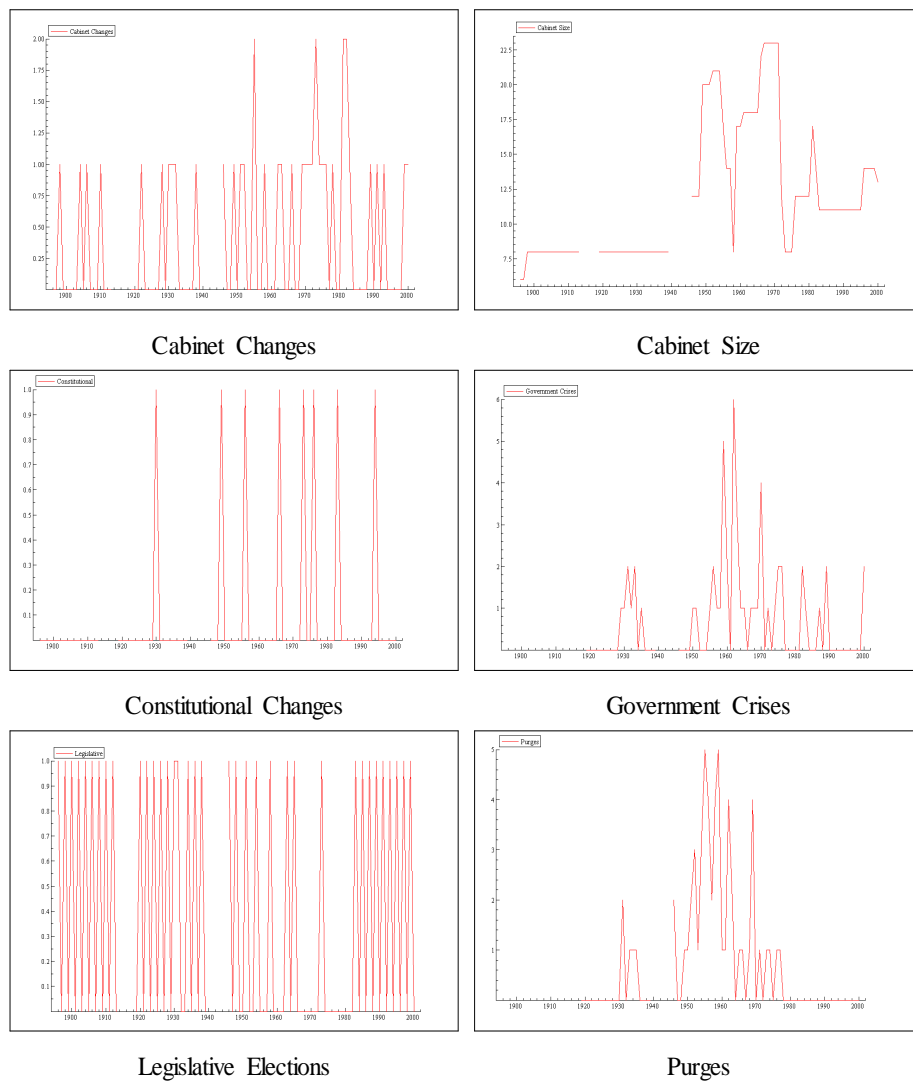 Cabinet Changes
2.00
1.75
1.50
1.25
1.00
0.75
0.50
0.25
1900 1910 1920 1930 1940 1950 1960 1970 1980 1990 2000
Cabinet Size
22.5
20.0
17.5
15.0
12.5
10.0
7.5
1900 1910 1920 1930 1940 1950 1960 1970 1980 1990 2000
Cabinet Changes
Cabinet Size
Constitutional
1.0
0.9
0.8
0.7
0.6
0.5
0.4
0.3
0.2
0.1
1900 1910 1920 1930 1940 1950 1960 1970 1980 1990 2000
Government Crises
6
5
4
3
2
1
1900 1910 1920 1930 1940 1950 1960 1970 1980 1990 2000
Constitutional Changes
Government Crises
Legislative
1.0
0.9
0.8
0.7
0.6
0.5
0.4
0.3
0.2
0.1
1900 1910 1920 1930 1940 1950 1960 1970 1980 1990 2000
Purges
5
4
3
2
1
1900 1910 1920 1930 1940 1950 1960 1970 1980 1990 2000
Legislative Elections
Purges